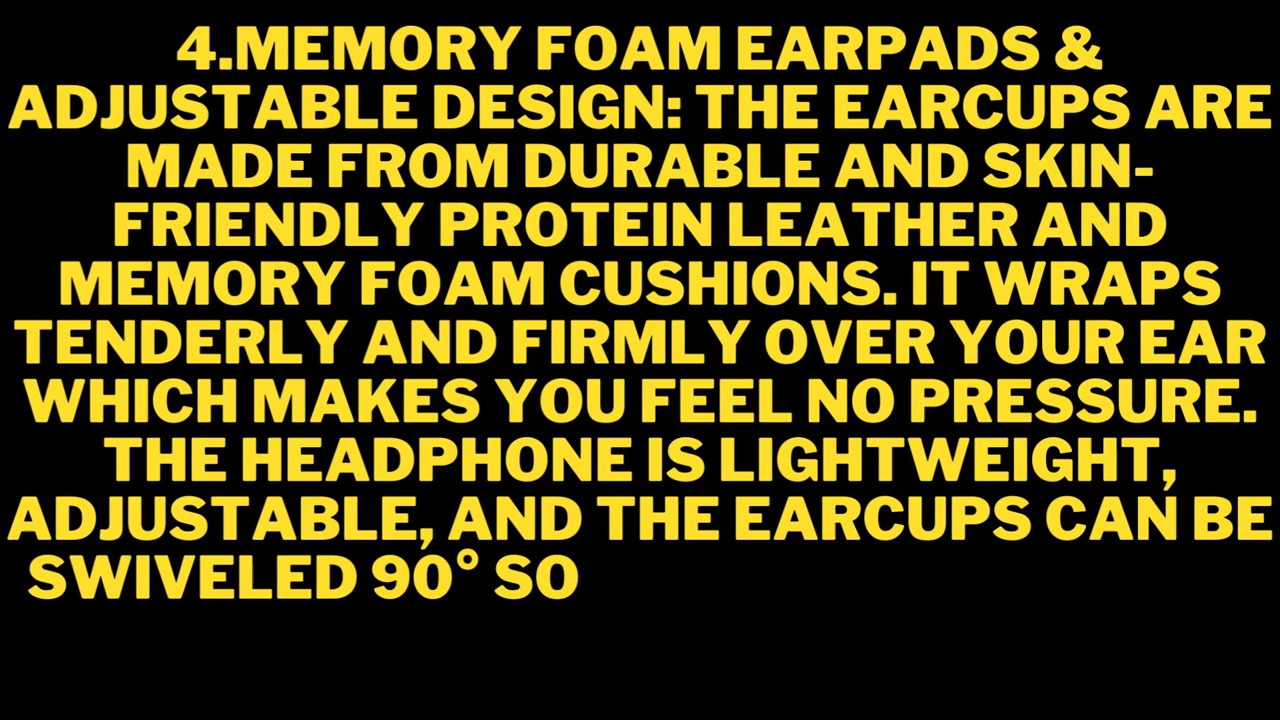 4.MEMORY FOAM EARPADS &
ADJUSTABLE DESIGN: THE EARCUPS ARE
MADE FROM DURABLE AND SKIN-
FRIENDLY PROTEIN LEATHER AND
MEMORY FOAM CUSHIONS. IT WRAPS
TENDERLY AND FIRMLY OVER YOUR EAR
WHICH MAKES YOU FEEL NO PRESSURE.
THE HEADPHONE IS LIGHTWEIGHT,
ADJUSTABLE, AND THE EARCUPS CAN BE
SWIVELED 90° SO